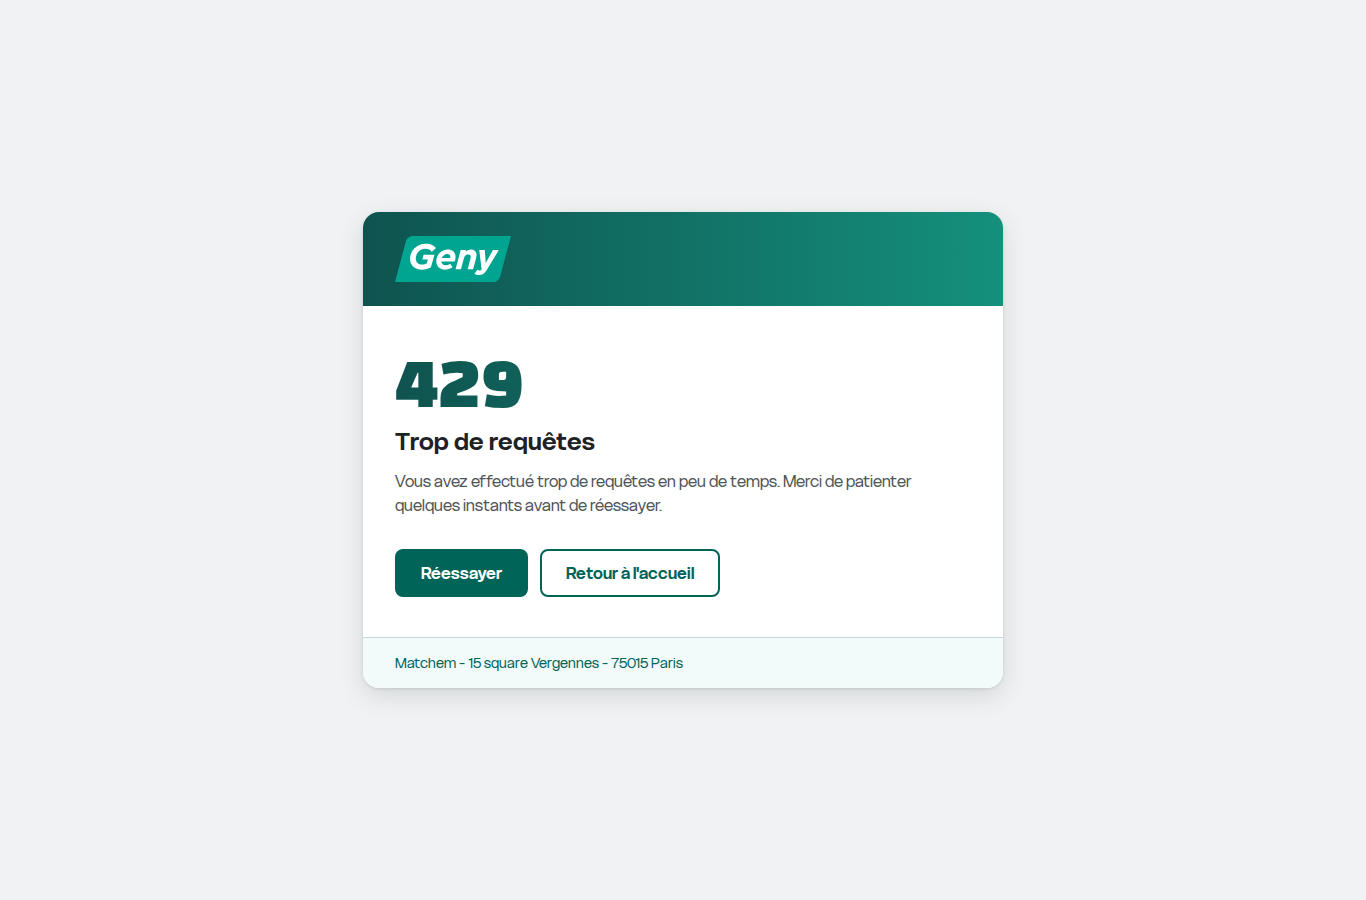 Geny
429
Trop de requêtes
Vous avez effectué trop de requêtes en peu de temps. Merci de patienter
quelques instants avant de réessayer.
Réessayer
Retour à l'accueil
Matchem - 15 square Vergennes - 75015 Paris